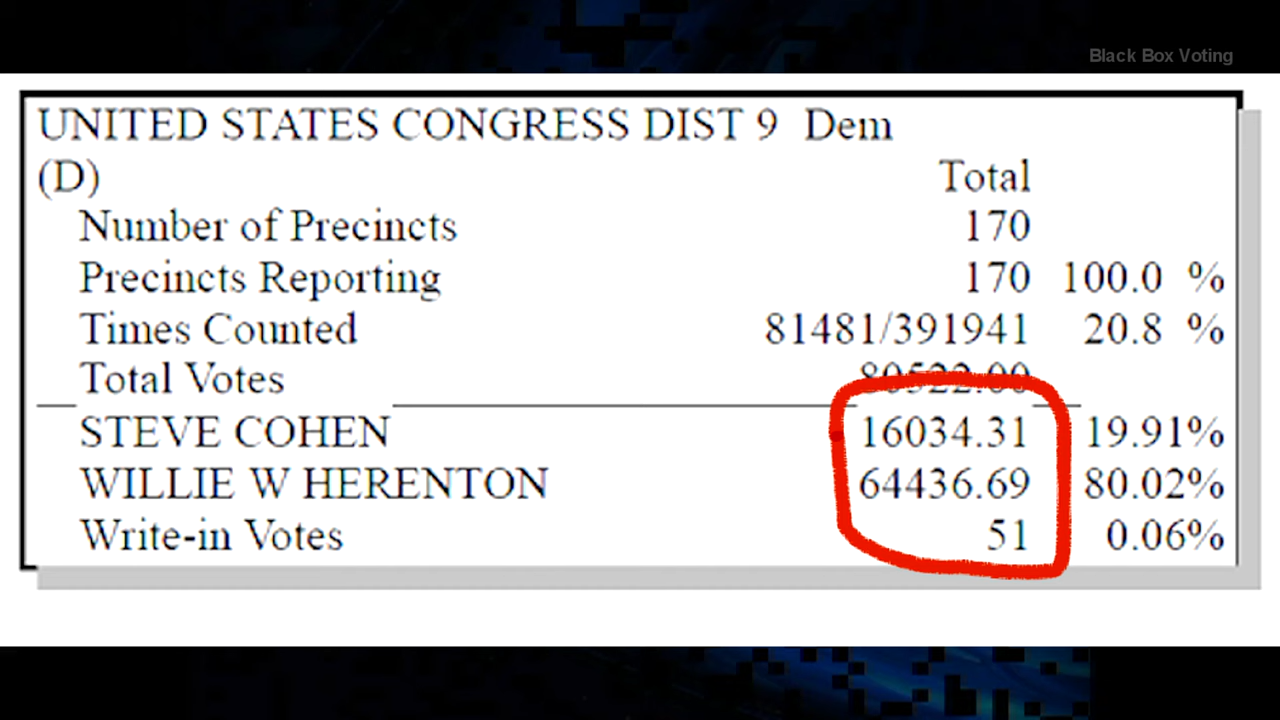 Black Box Voting
UNITED STATES CONGRESS DIST 9 Dem
(D) Total
Number of Precincts 170
Precincts Reporting 170 100.0 %
Times Counted 81481/391941 20.8 %
Total Votes 80522.00
STEVE COHEN 16034.31 19.91%
WILLIE W HERENTON 64436.69 80.02%
Write-in Votes 51 0.06%